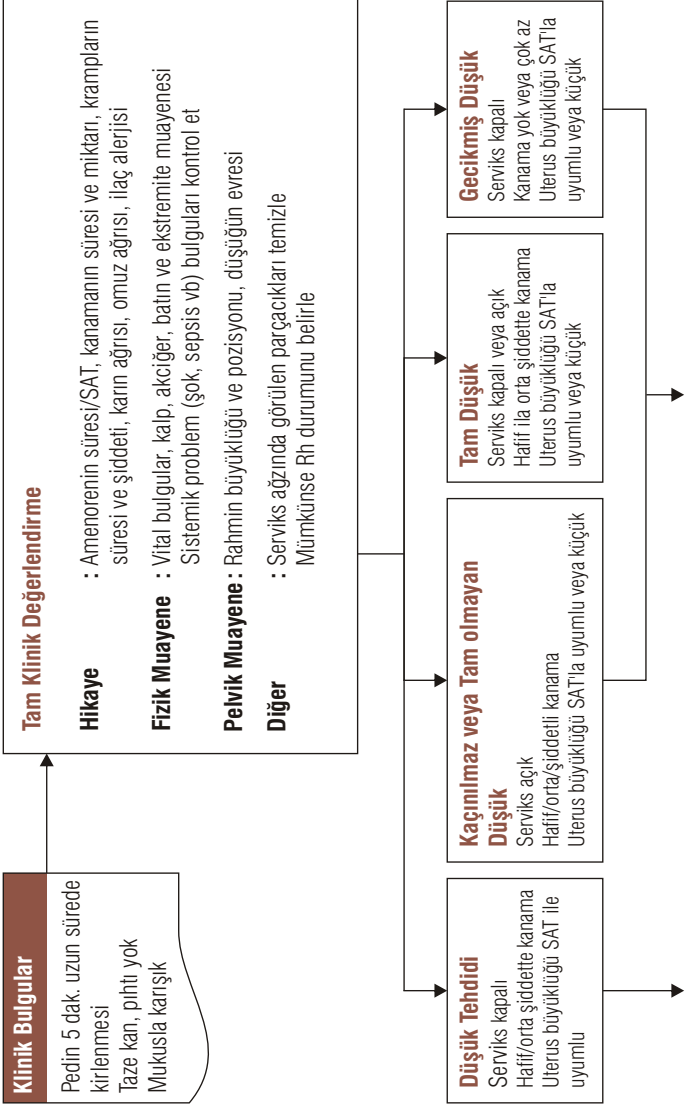 Klinik Bulgular
Pedin 5 dak. uzun sürede
kirlenmesi
Taze kan, pıhtı yok
Mukusla karışık
Tam Klinik Değerlendirme
Hikaye : Amenorenin süresi/SAT, kanamanın süresi ve miktarı, krampların
süresi ve şiddeti, karın ağrısı, omuz ağrısı, ilaç alerjisi
Fizik Muayene : Vital bulgular, kalp, akciğer, batın ve ekstremite muayenesi
Sistemik problem (şok, sepsis vb) bulguları kontrol et
Pelvik Muayene : Rahmin büyüklüğü ve pozisyonu, düşüğün evresi
Diğer : Serviks ağzında görülen parçacıkları temizle
Mümkünse Rh durumunu belirle
Düşük Tehdidi
Serviks kapalı
Hafif/orta şiddette kanama
Uterus büyüklüğü SAT ile
uyumlu
Kaçınılmaz veya Tam olmayan
Düşük
Serviks açık
Hafif/orta/şiddetli kanama
Uterus büyüklüğü SAT'la uyumlu veya küçük
Tam Düşük
Serviks kapalı veya açık
Hafif ila orta şiddette kanama
Uterus büyüklüğü SAT'la
uyumlu veya küçük
Gecikmiş Düşük
Serviks kapalı
Kanama yok veya çok az
Uterus büyüklüğü SAT'la
uyumlu veya küçük